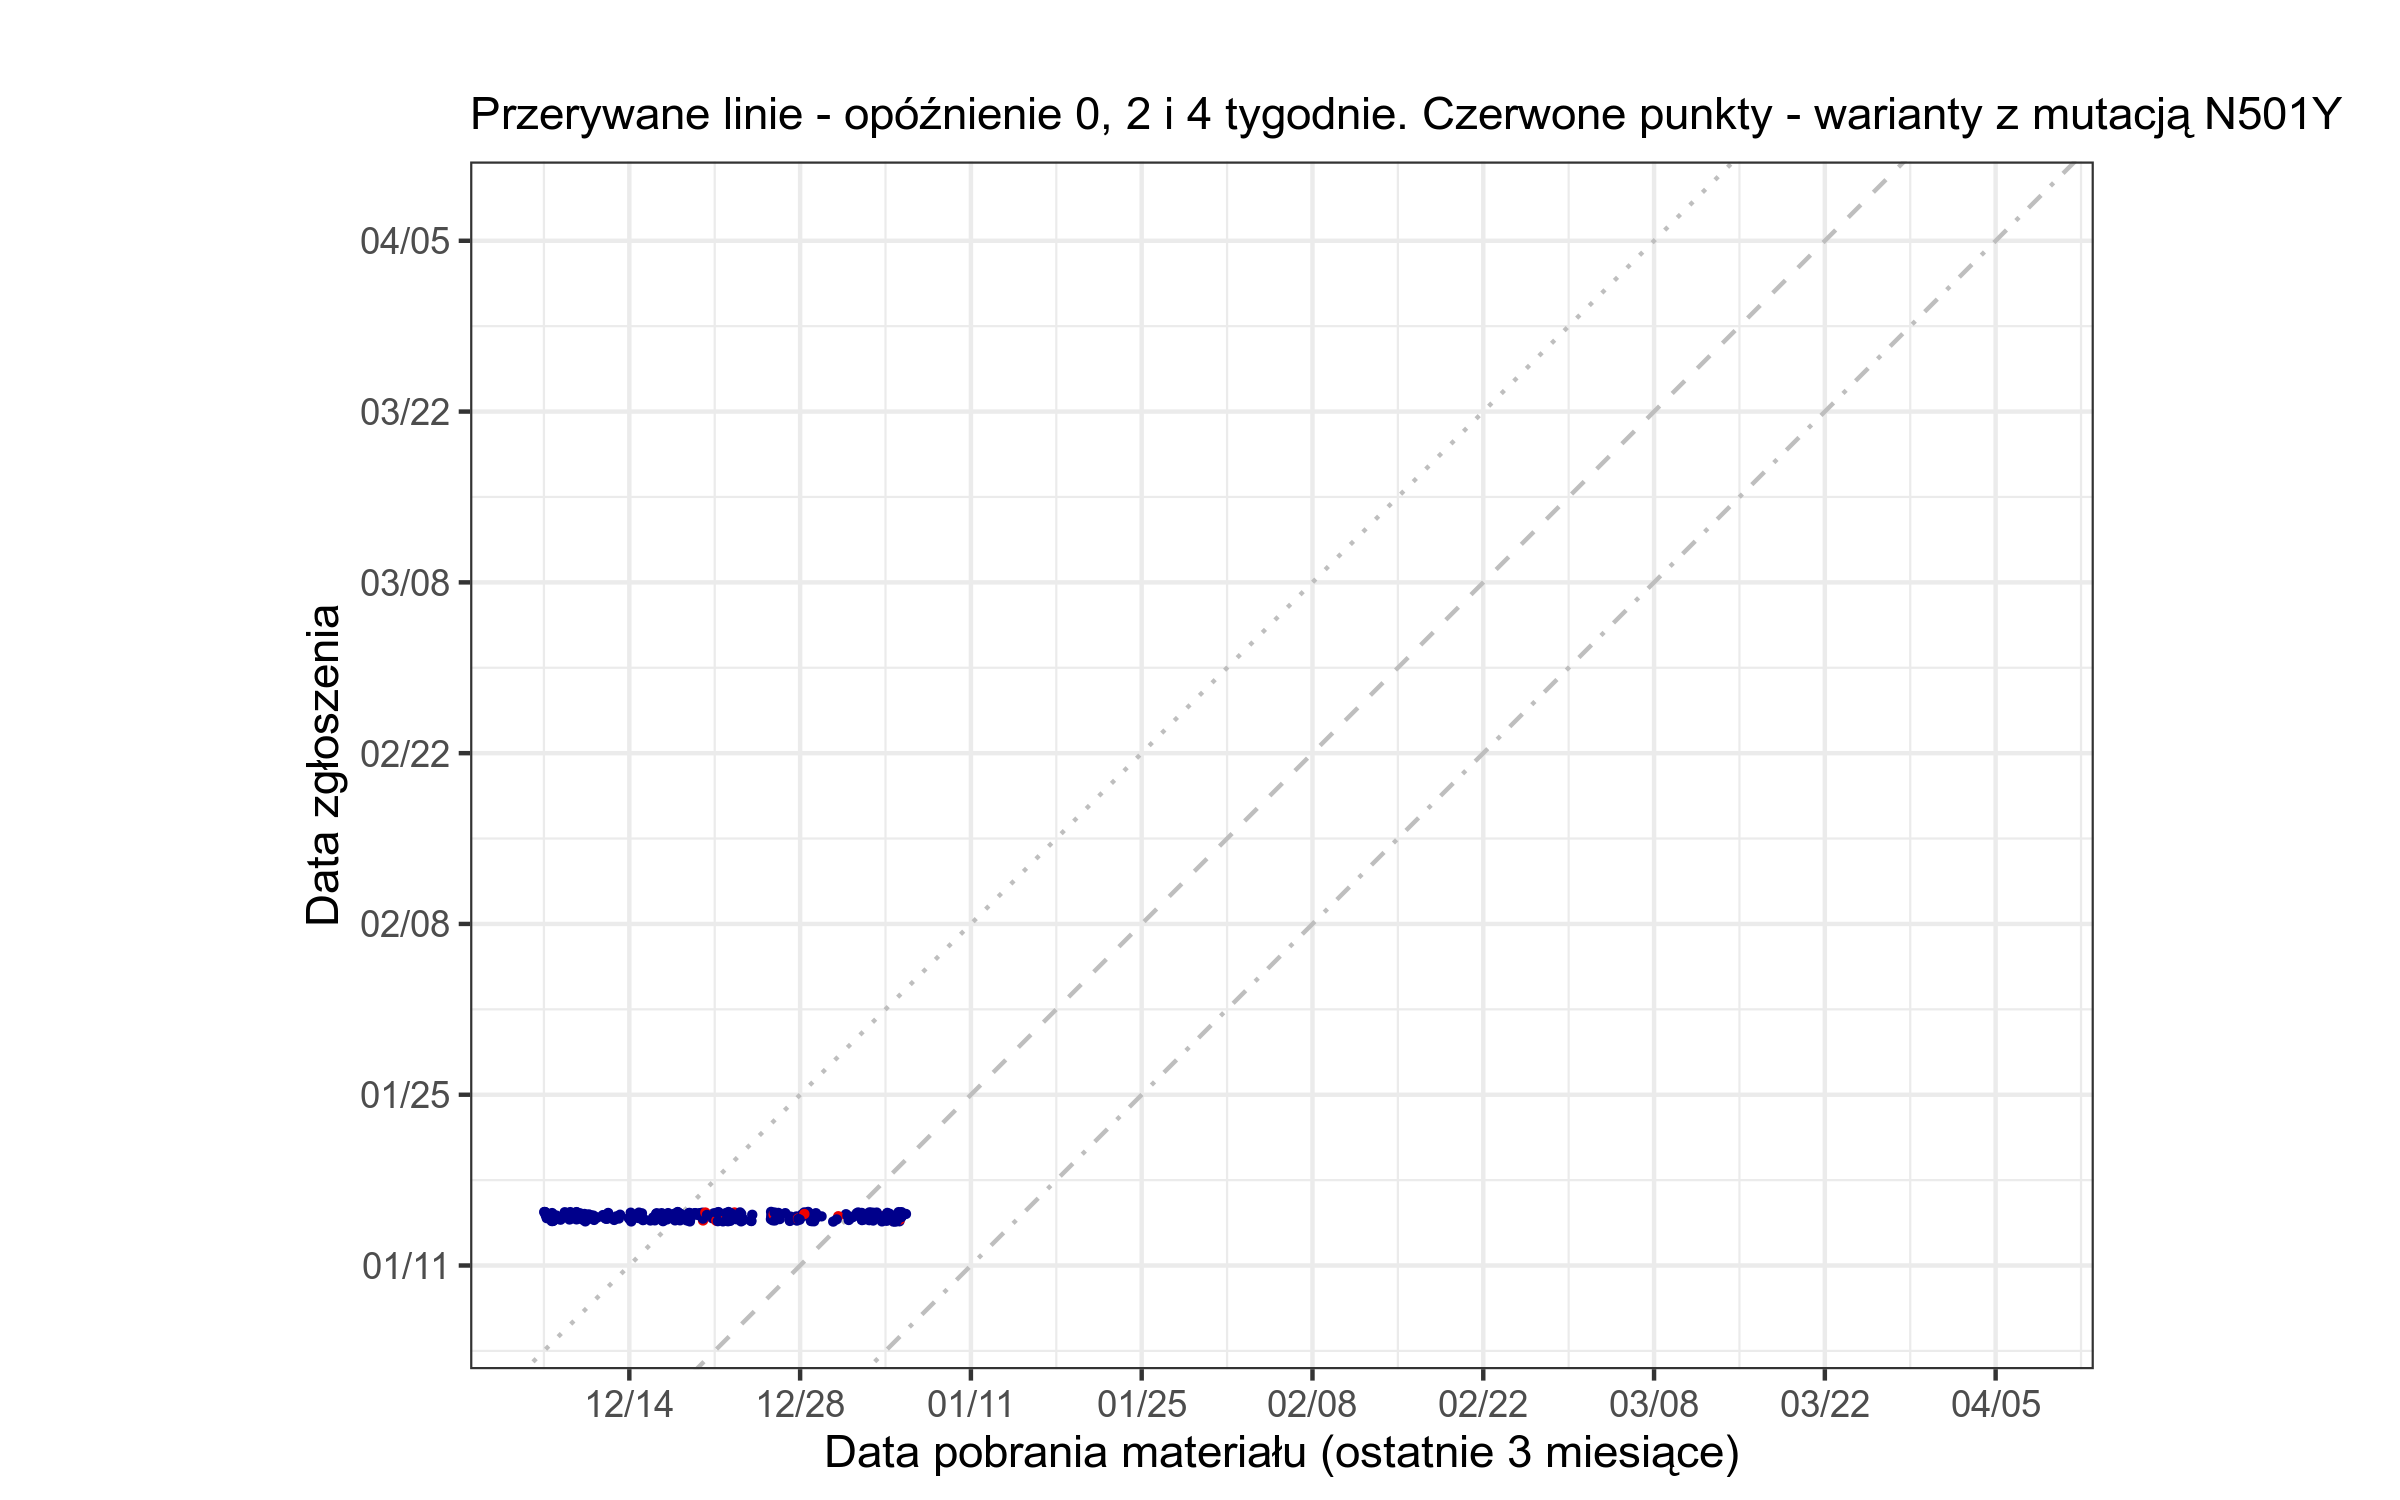 Przerywane linie - opóźnienie 0, 2 i 4 tygodnie. Czerwone punkty - warianty z mutacją N501Y
Data zgłoszenia
04/05
03/22
03/08
02/22
02/08
01/25
01/11
12/14 12/28 01/11 01/25 02/08 02/22 03/08 03/22 04/05
Data pobrania materiału (ostatnie 3 miesiące)